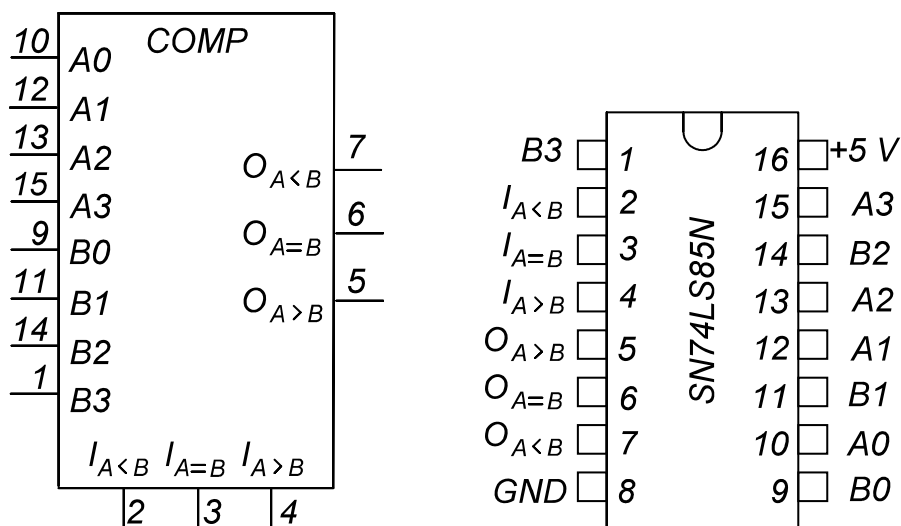 COMP
10 A0
12 A1
13 A2
15 A3
9 B0
11 B1
14 B2
1 B3
O A<B 7
O A=B 6
O A>B 5
I A<B I A=B I A>B
2 3 4
SN74LS85N
B3 1 16 +5 V
I A<B 2 15 A3
I A=B 3 14 B2
I A>B 4 13 A2
O A>B 5 12 A1
O A=B 6 11 B1
O A<B 7 10 A0
GND 8 9 B0